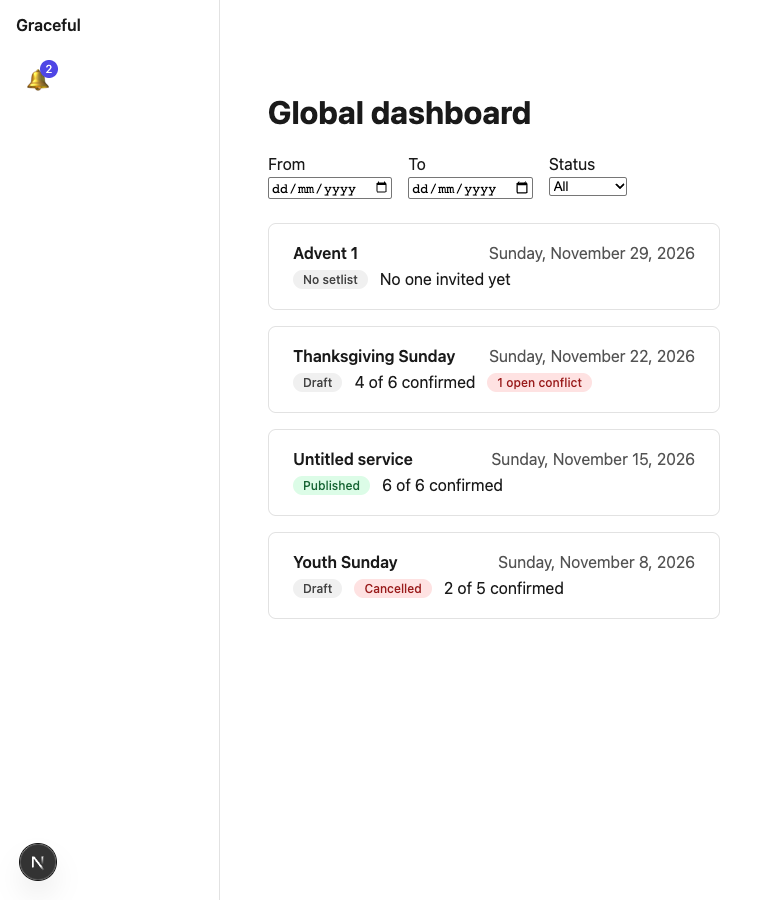 Graceful
2
Global dashboard
From To Status
dd/mm/yyyy dd/mm/yyyy All
Advent 1 Sunday, November 29, 2026
No setlist No one invited yet
Thanksgiving Sunday Sunday, November 22, 2026
Draft 4 of 6 confirmed 1 open conflict
Untitled service Sunday, November 15, 2026
Published 6 of 6 confirmed
Youth Sunday Sunday, November 8, 2026
Draft Cancelled 2 of 5 confirmed
N